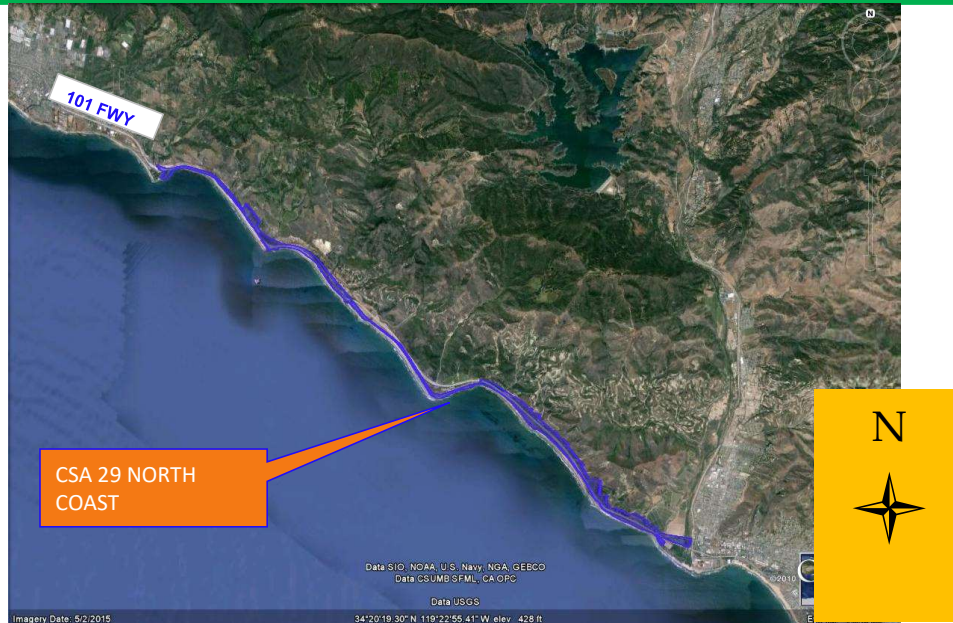 N
101 FWY
CSA 29 NORTH
COAST
N
Data SIO, NOAA, U.S. Navy, NGA, GEBCO
Data CSUMB SFML, CA OPC
©2010
Data USGS
Imagery Date: 5/2/2015
34°20'19.30" N 119°22'55.41" W elev 428 ft